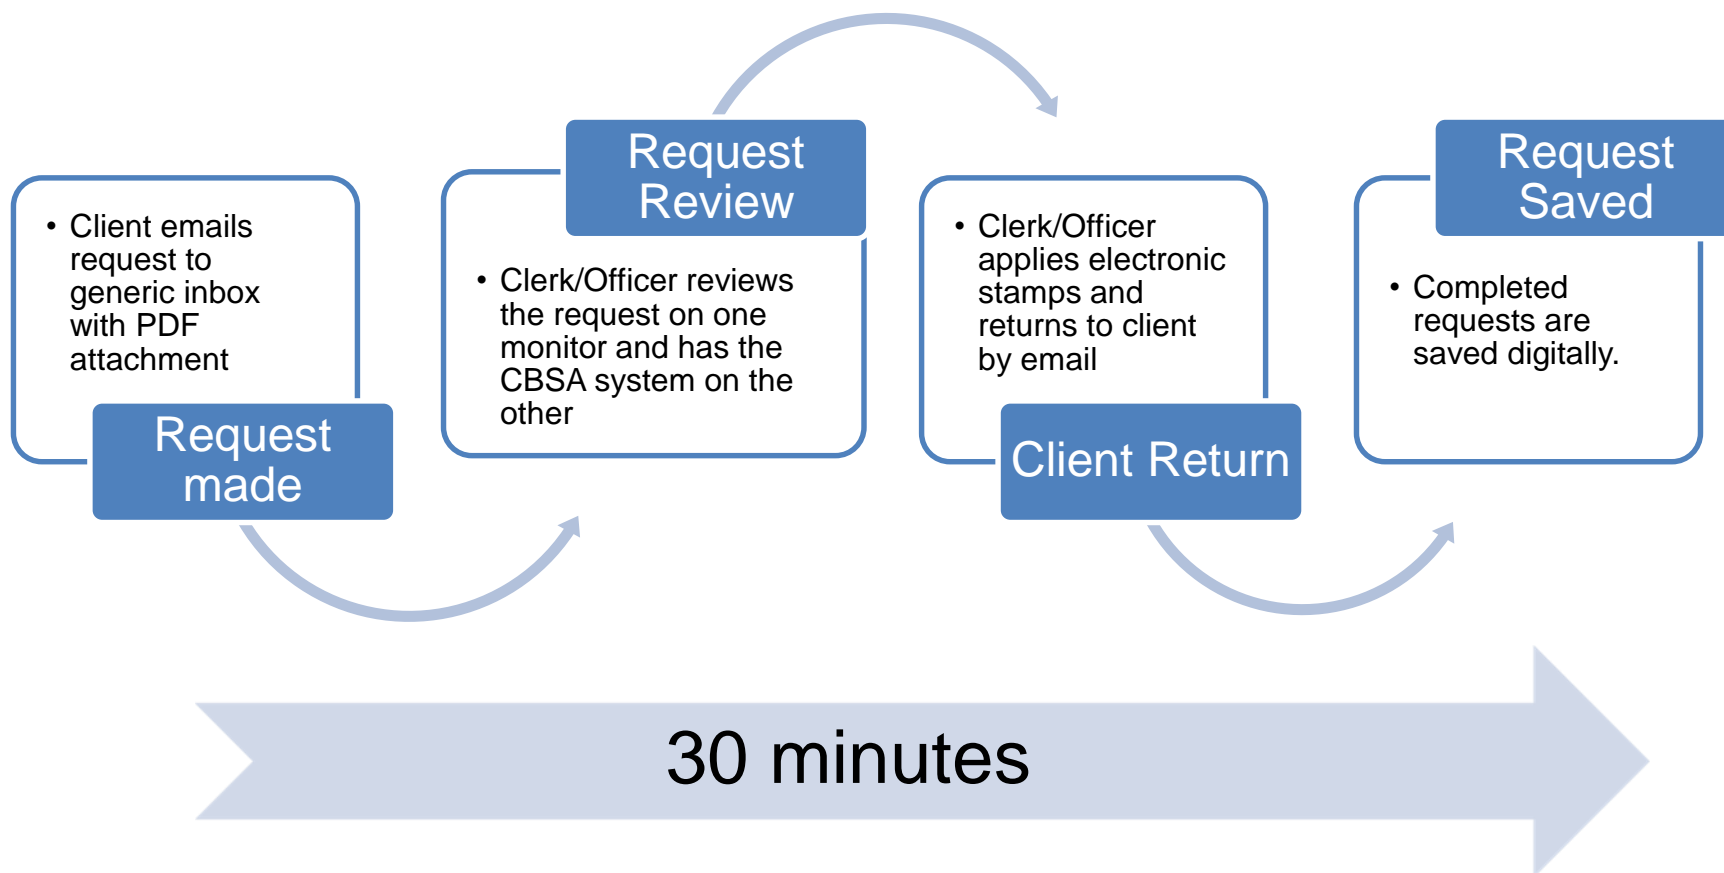 • Client emails
request to
generic inbox
with PDF
attachment
Request
made
Request
Review
• Clerk/Officer reviews
the request on one
monitor and has the
CBSA system on the
other
• Clerk/Officer
applies electronic
stamps and
returns to client
by email
Client Return
Request
Saved
• Completed
requests are
saved digitally.
30 minutes